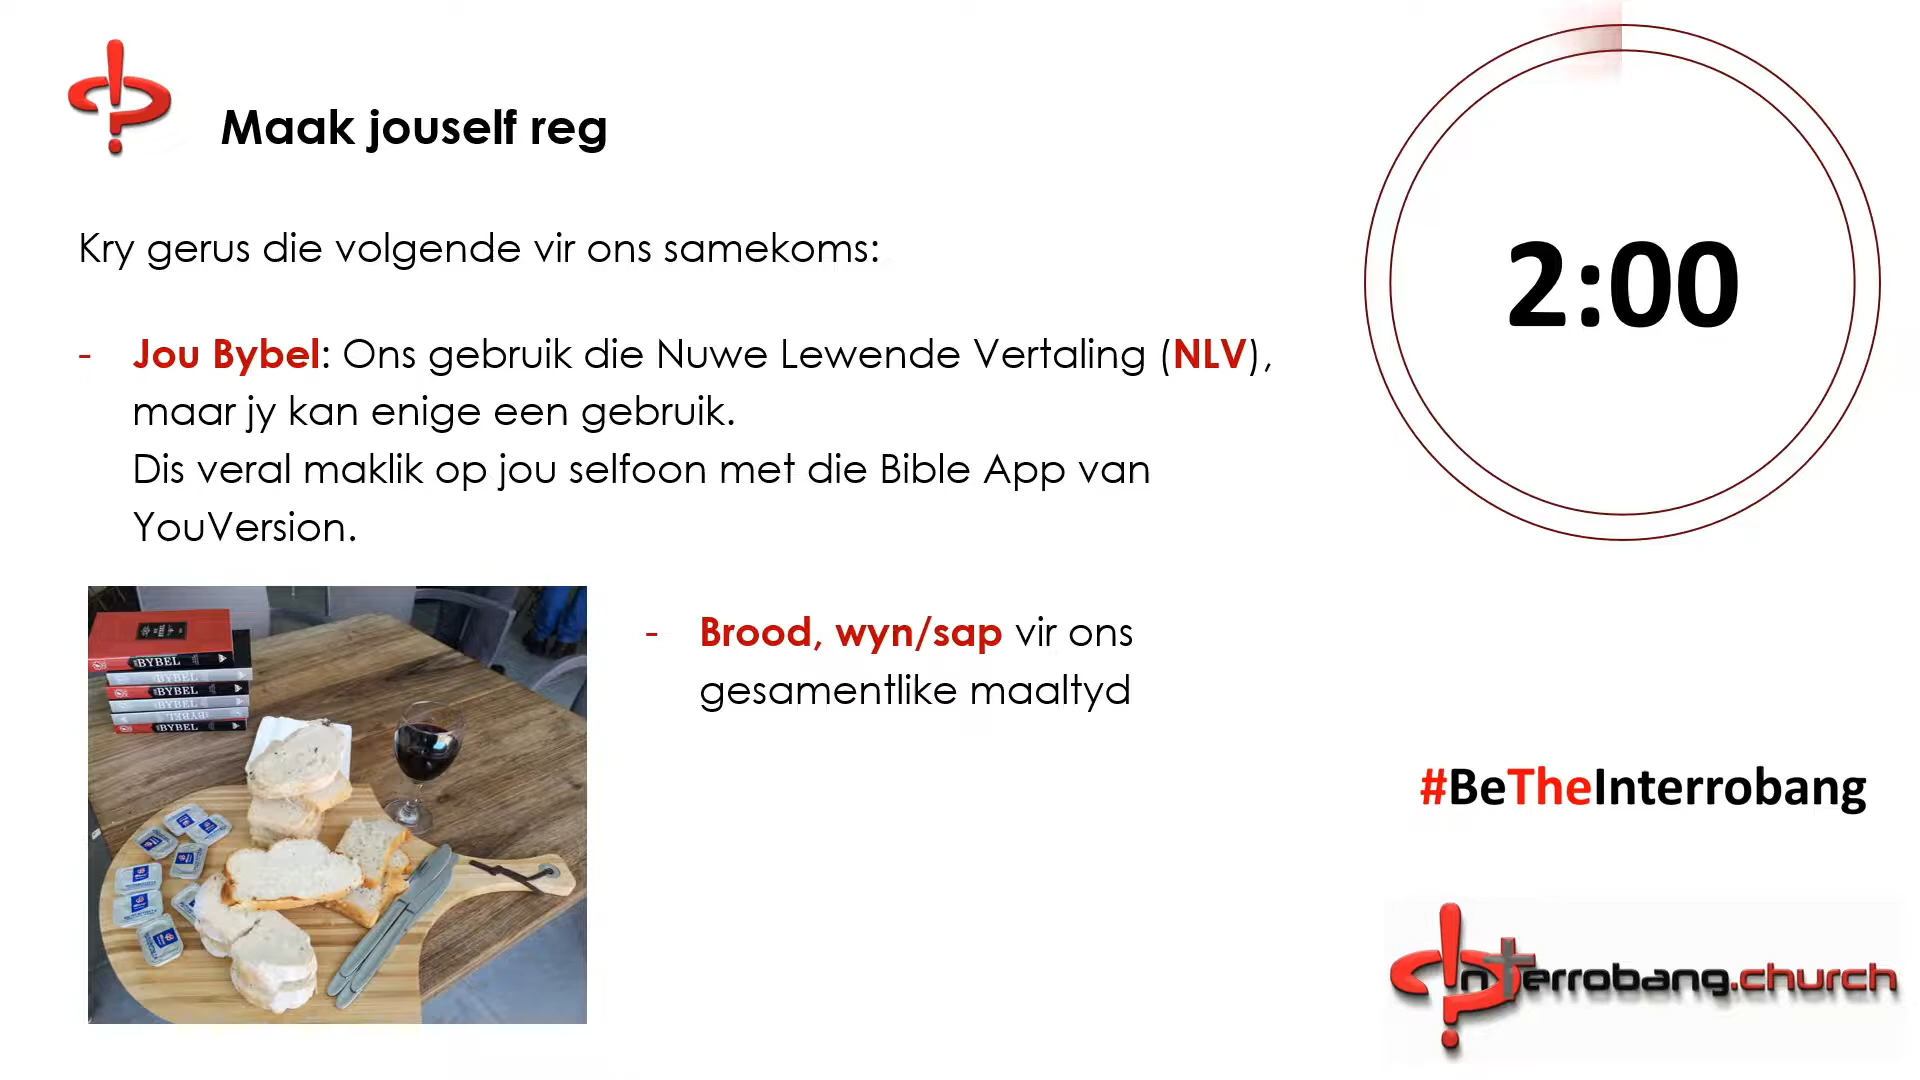 Maak jouself reg
Kry gerus die volgende vir ons samekoms:
- Jou Bybel: Ons gebruik die Nuwe Lewende Vertaling (NLV),
maar jy kan enige een gebruik.
Dis veral maklik op jou selfoon met die Bible App van
YouVersion.
- Brood, wyn/sap vir ons
gesamentlike maaltyd
2:00
#BeTheInterrobang
Interrobang.church
BYBEL
BYBEL
BYBEL
BYBEL
BYBEL
BYBEL